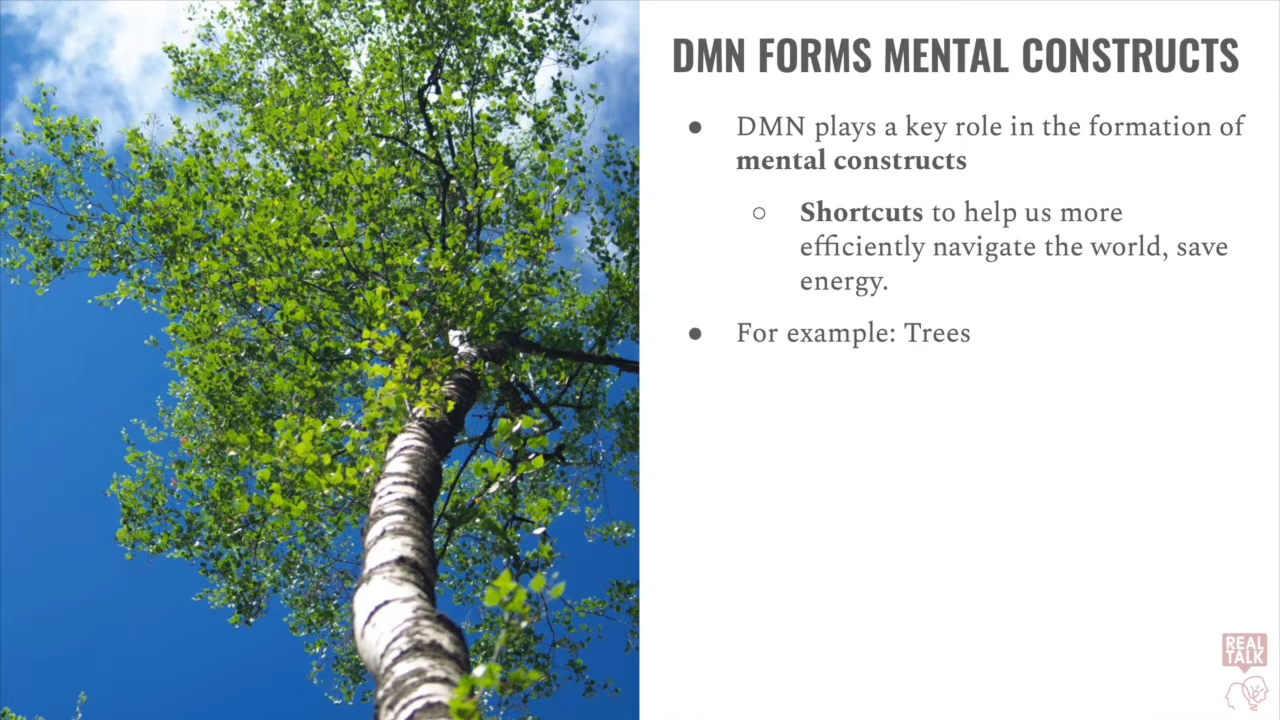 DMN FORMS MENTAL CONSTRUCTS
● DMN plays a key role in the formation of
mental constructs
○ Shortcuts to help us more
efficiently navigate the world, save
energy.
● For example: Trees
REAL
TALK